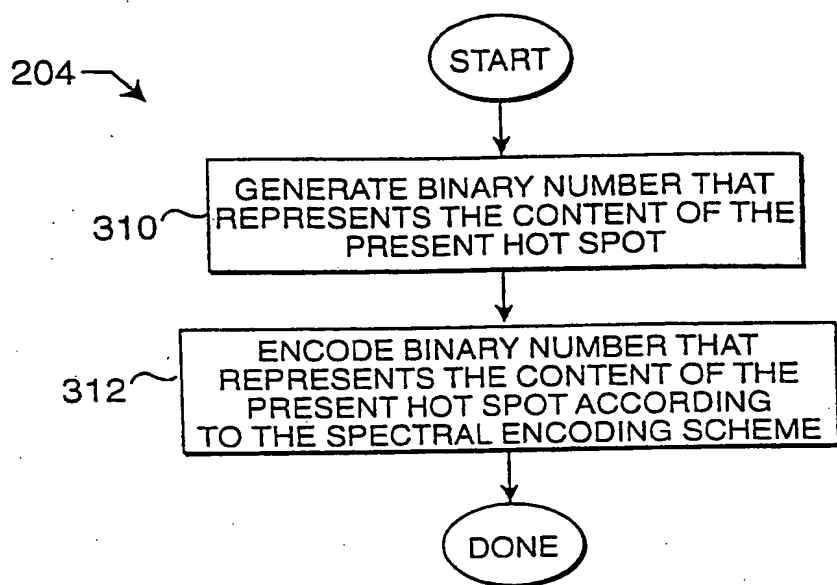 204
START
310
GENERATE BINARY NUMBER THAT
REPRESENTS THE CONTENT OF THE
PRESENT HOT SPOT
312
ENCODE BINARY NUMBER THAT
REPRESENTS THE CONTENT OF THE
PRESENT HOT SPOT ACCORDING
TO THE SPECTRAL ENCODING SCHEME
DONE